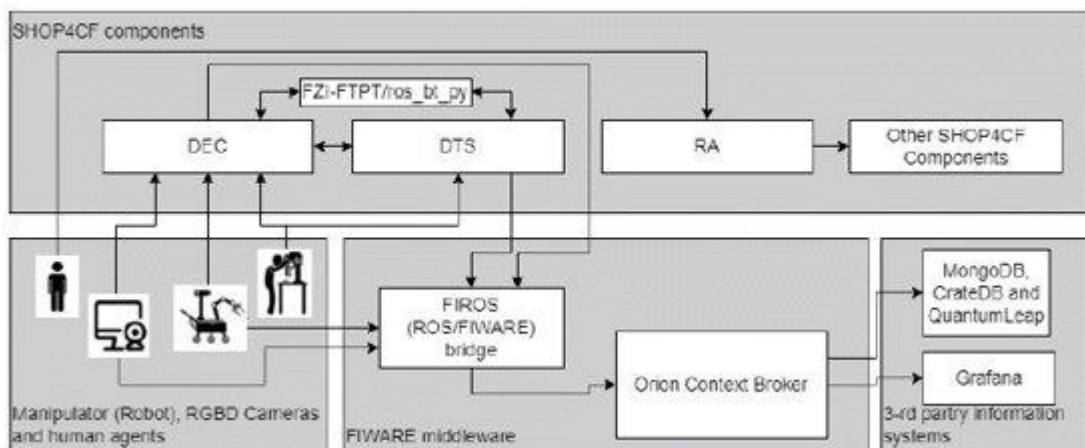 SHOP4CF components
FZI-FTPT/ros_bt_py
DEC
DTS
RA
Other SHOP4CF
Components
FIROS
(ROS/FIWARE)
bridge
Orion Context Broker
MongoDB,
CrateDB and
QuantumLeap
Grafana
Manipulator (Robot), RGBD Cameras
and human agents
FIWARE middleware
3-rd partry information
systems